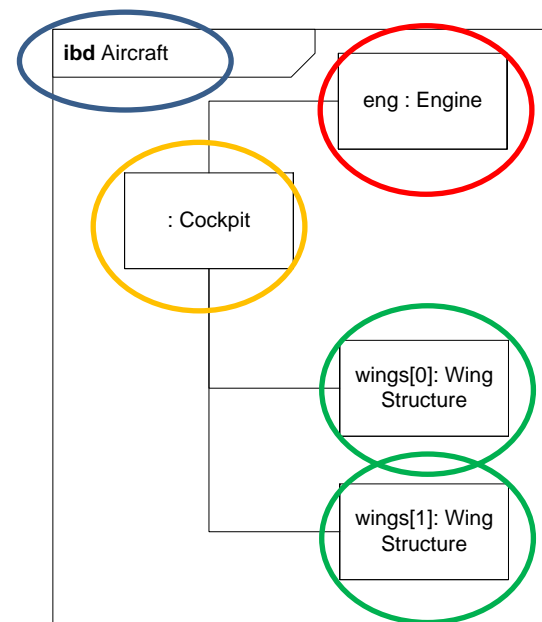 ibd Aircraft
eng : Engine
: Cockpit
wings[0]: Wing
Structure
wings[1]: Wing
Structure